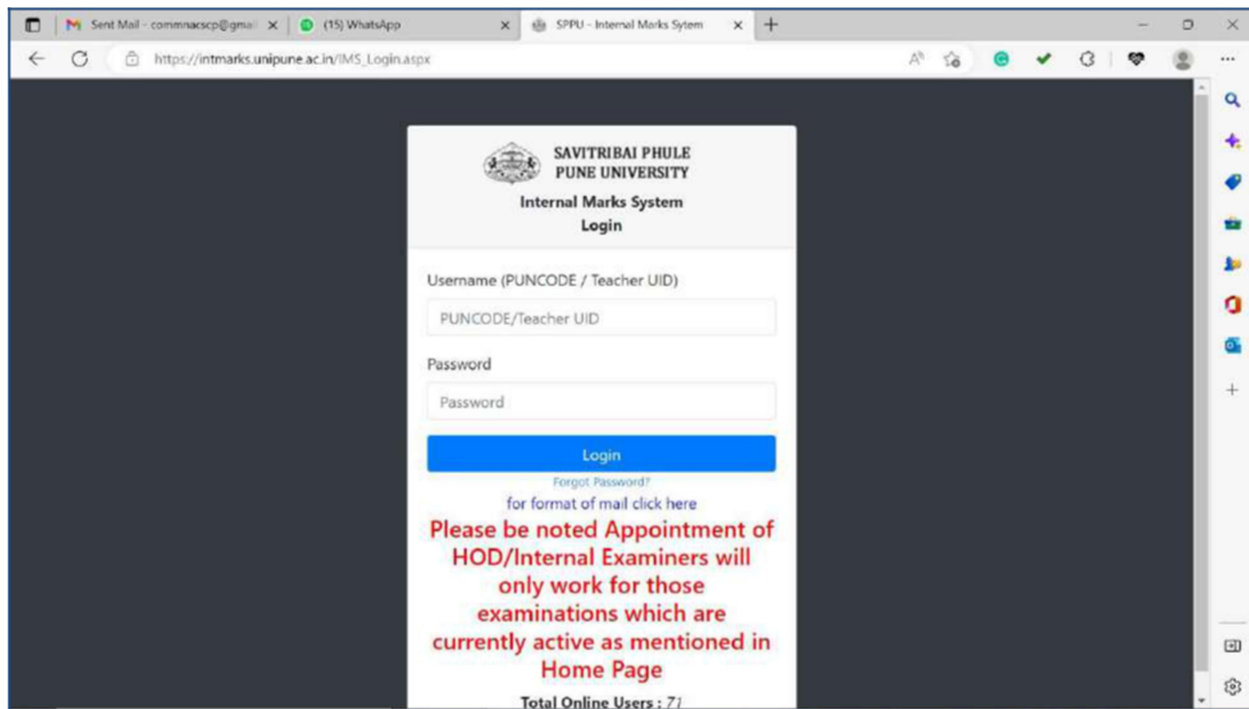 Sent Mail - commnacscp@gmai
(15) WhatsApp
SPPU - Internal Marks Sytem
https://intmarks.unipune.ac.in/IMS_Login.aspx
SAVITRIBAI PHULE
PUNE UNIVERSITY
Internal Marks System
Login
Username (PUNCODE / Teacher UID)
PUNCODE/Teacher UID
Password
Password
Login
Forgot Password?
for format of mail click here
Please be noted Appointment of
HOD/Internal Examiners will
only work for those
examinations which are
currently active as mentioned in
Home Page
Total Online Users : 71